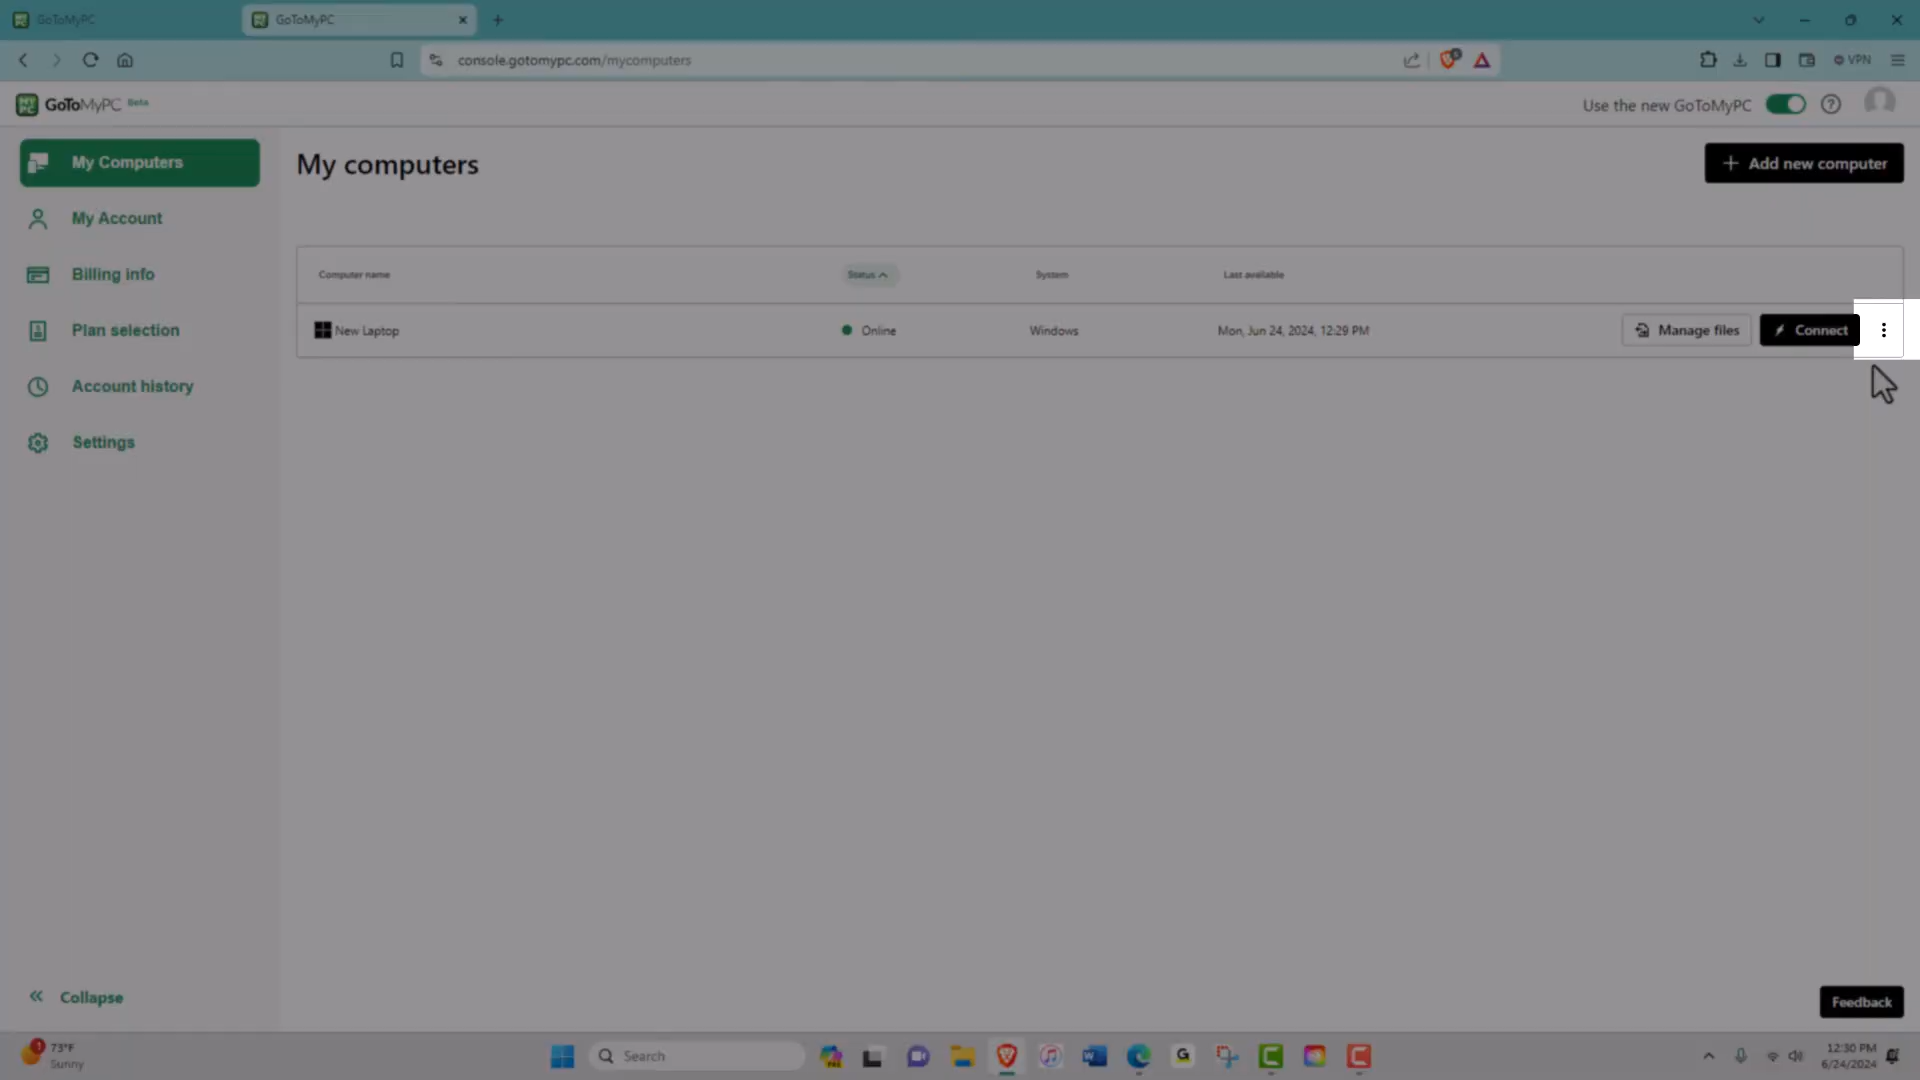 GoToMyPC
GoToMyPC
console.gotomypc.com/mycomputers
VPN
MY PC
GoToMyPC Beta
Use the new GoToMyPC
My Computers
My computers
+ Add new computer
My Account
Billing info
Computer name
Status
System
Last available
Plan selection
New Laptop
Online
Windows
Mon, Jun 24, 2024, 12:29 PM
Manage files
Connect
Account history
Settings
Collapse
Feedback
1
73°F
Sunny
Search
12:30 PM
6/24/2024